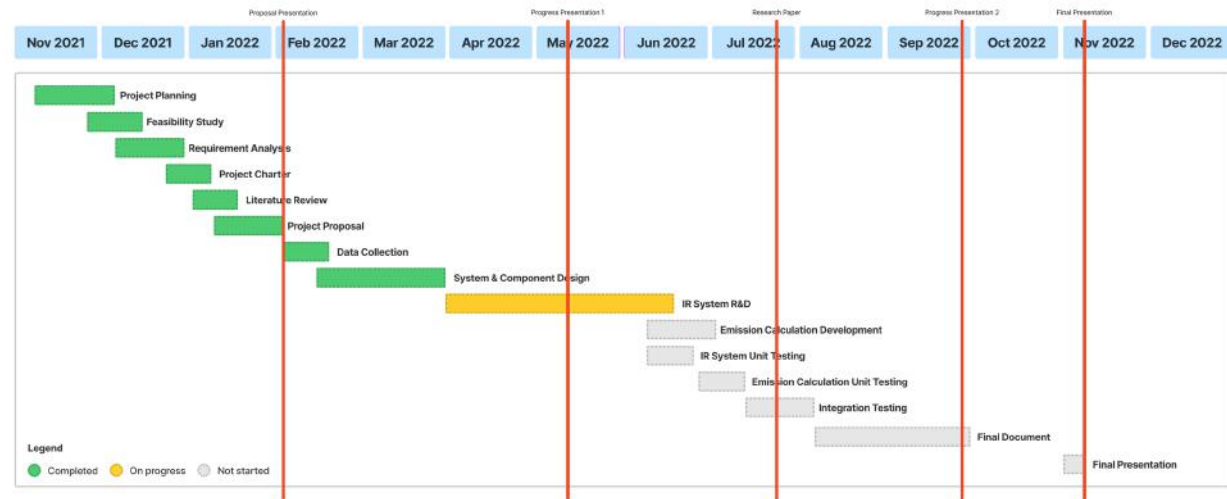 Proposal Presentation
Progress Presentation 1
Research Paper
Progress Presentation 2
Final Presentation
Nov 2021
Dec 2021
Jan 2022
Feb 2022
Mar 2022
Apr 2022
May 2022
Jun 2022
Jul 2022
Aug 2022
Sep 2022
Oct 2022
Nov 2022
Dec 2022
Project Planning
Feasibility Study
Requirement Analysis
Project Charter
Literature Review
Project Proposal
Data Collection
System & Component Design
IR System R&D
Emission Calculation Development
IR System Unit Testing
Emission Calculation Unit Testing
Integration Testing
Final Document
Final Presentation
Legend
Completed
On progress
Not started